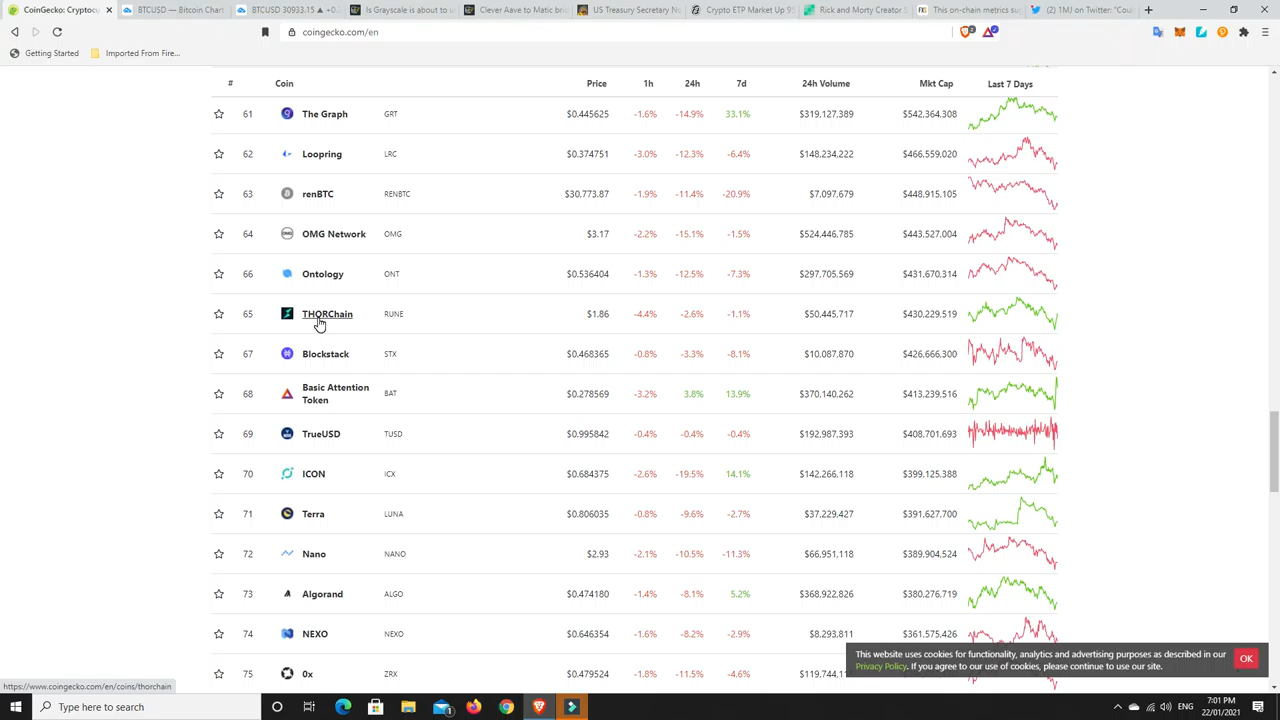 CoinGecko: Cryptocu
BTCUSD — Bitcoin Chart
BTCUSD 30933.15 ▲ +0.
Is Grayscale is about to u
Clever Aave to Matic brid
US Treasury Secretary No
Crypto ETP Market Up 95
Rick and Morty Creator S
This on-chain metrics sug
(2) 1MJ on Twitter: "Cou
coingecko.com/en
Getting Started
Imported From Fire...
# Coin Price 1h 24h 7d 24h Volume Mkt Cap Last 7 Days
61 The Graph GRT $0.445625 -1.6% -14.9% 33.1% $319,127,389 $542,364,308
62 Loopring LRC $0.374751 -3.0% -12.3% -6.4% $148,234,222 $466,559,020
63 renBTC RENBTC $30,773.87 -1.9% -11.4% -20.9% $7,097,679 $448,915,105
64 OMG Network OMG $3.17 -2.2% -15.1% -1.5% $524,446,785 $443,527,004
66 Ontology ONT $0.536404 -1.3% -12.5% -7.3% $297,705,569 $431,670,314
65 THORChain RUNE $1.86 -4.4% -2.6% -1.1% $50,445,717 $430,229,519
67 Blockstack STX $0.468365 -0.8% -3.3% -8.1% $10,087,870 $426,666,300
68 Basic Attention Token BAT $0.278569 -3.2% 3.8% 13.9% $370,140,262 $413,239,516
69 TrueUSD TUSD $0.995842 -0.4% -0.4% -0.4% $192,987,393 $408,701,693
70 ICON ICX $0.684375 -2.6% -19.5% 14.1% $142,266,118 $399,125,388
71 Terra LUNA $0.806035 -0.8% -9.6% -2.7% $37,229,427 $391,627,700
72 Nano NANO $2.93 -2.1% -10.5% -11.3% $66,951,118 $389,904,524
73 Algorand ALGO $0.474180 -1.4% -8.1% 5.2% $368,922,826 $380,276,719
74 NEXO NEXO $0.646354 -1.6% -8.2% -2.9% $8,293,811 $361,575,426
75 0x ZRX $0.479524 -1.8% -11.5% -4.6% $119,744,11
This website uses cookies for functionality, analytics and advertising purposes as described in our
Privacy Policy. If you agree to our use of cookies, please continue to use our site.
OK
https://www.coingecko.com/en/coins/thorchain
Type here to search
ENG
7:01 PM
22/01/2021